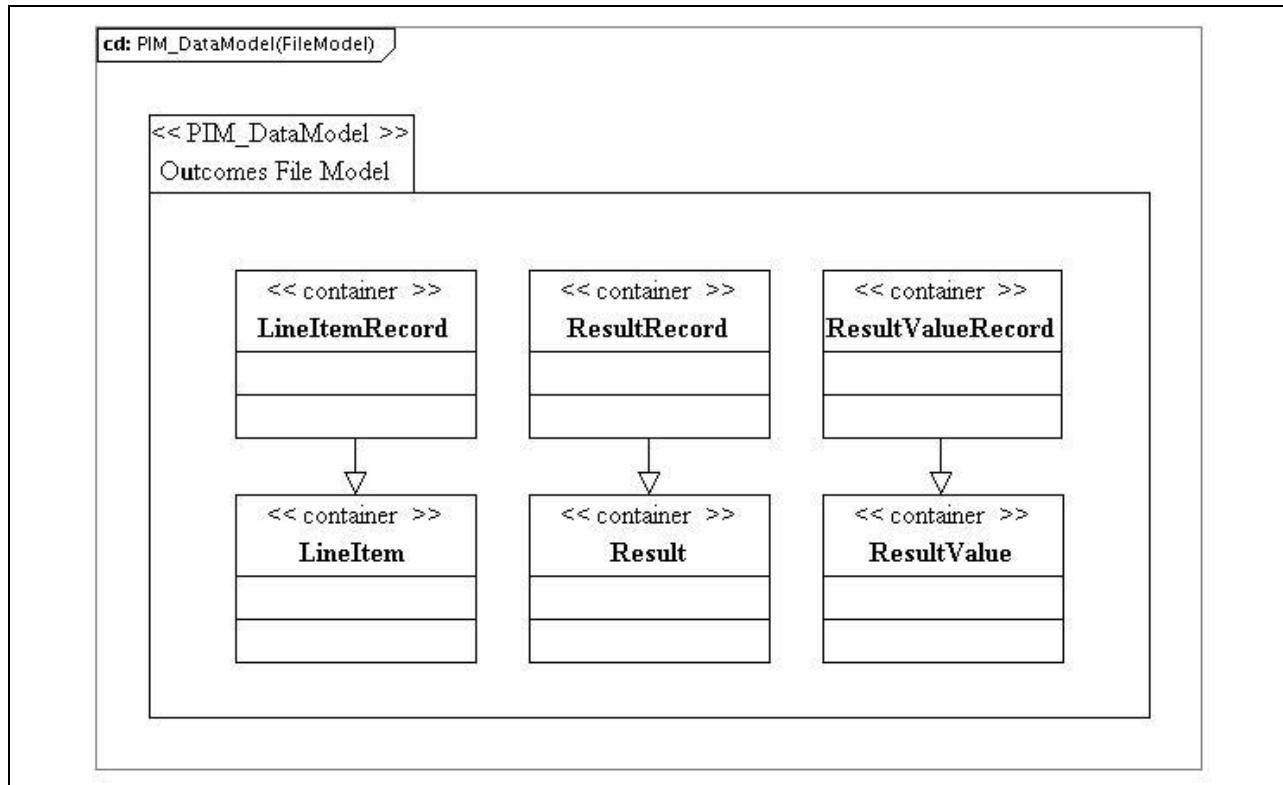 cd: PIM_DataModel(FileModel)
<< PIM_DataModel >>
Outcomes File Model
<< container >>
LineItemRecord
<< container >>
ResultRecord
<< container >>
ResultValueRecord
<< container >>
LineItem
<< container >>
Result
<< container >>
ResultValue